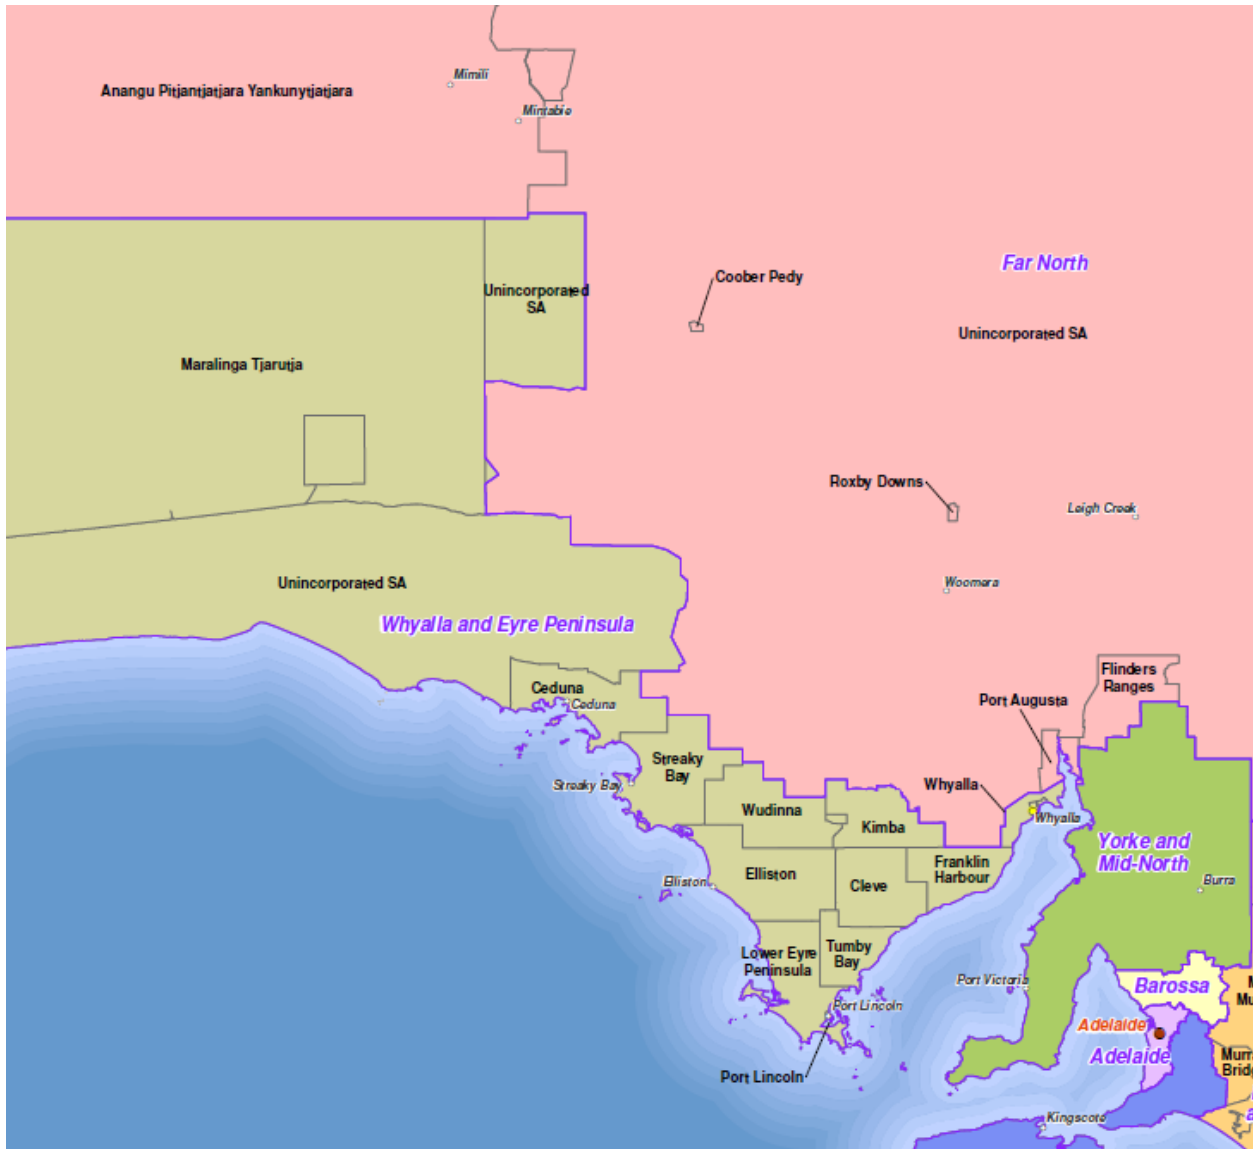 Mimili
Anangu Pitjantjatjara Yankunytjatjara
Mintabie
Far North
Coober Pedy
Unincorporated
SA
Unincorporated SA
Maralinga Tjarutja
Roxby Downs
Leigh Creek
Unincorporated SA
Woomera
Whyalla and Eyre Peninsula
Flinders
Ranges
Ceduna
Port Augusta
Ceduna
Streaky
Bay
Streaky Bay
Whyalla
Wudinna
Whyalla
Kimba
Yorke and
Mid-North
Franklin
Harbour
Elliston
Elliston
Cleve
Burra
Lower Eyre
Peninsula
Tumby
Bay
Port Victoria
Barossa
Port Lincoln
Adelaide
Adelaide
Port Lincoln
Kingscote